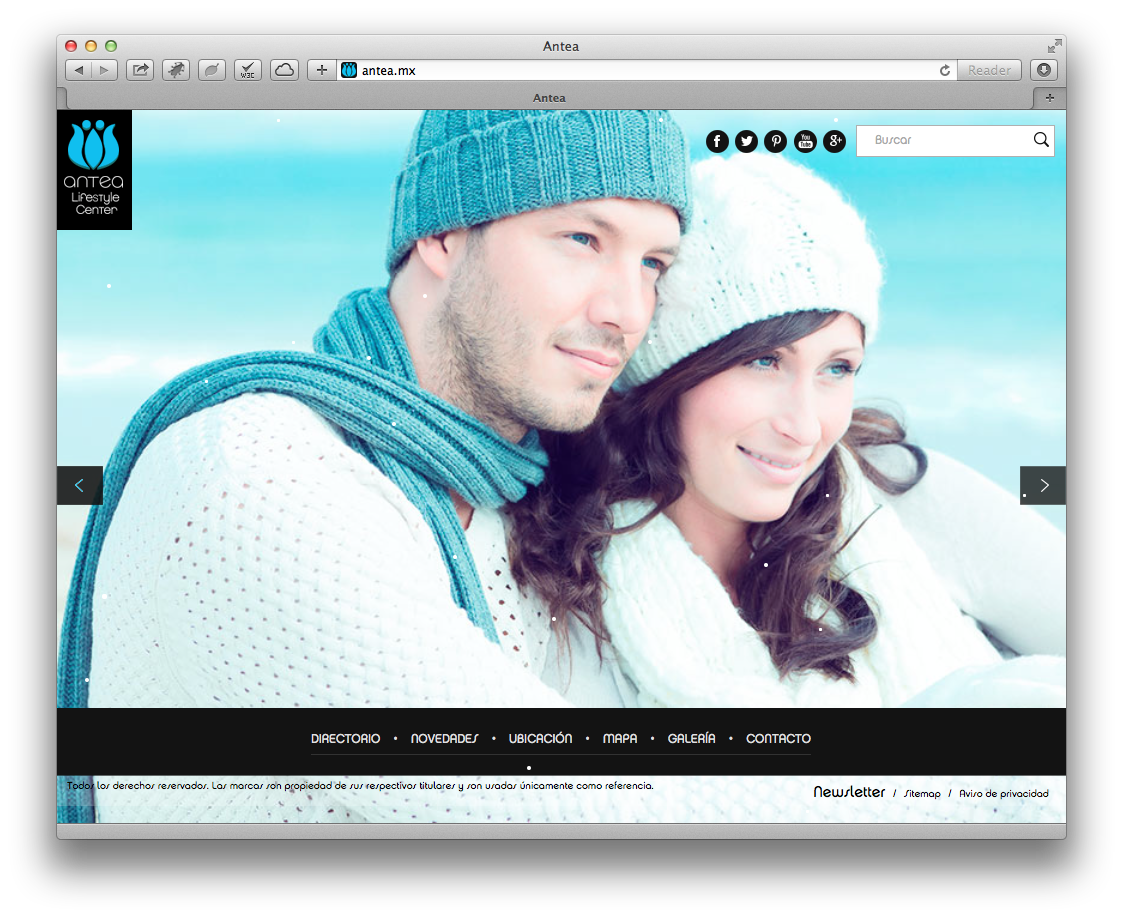 Antea
W3C
antea.mx
Reader
Antea
antea
Lifestyle
Center
You
Tube
Buscar
DIRECTORIO • NOVEDADES • UBICACIÓN • MAPA • GALERÍA • CONTACTO
Todos los derechos reservados. Las marcas son propiedad de sus respectivos titulares y son usadas únicamente como referencia.
Newsletter / Sitemap / Aviso de privacidad